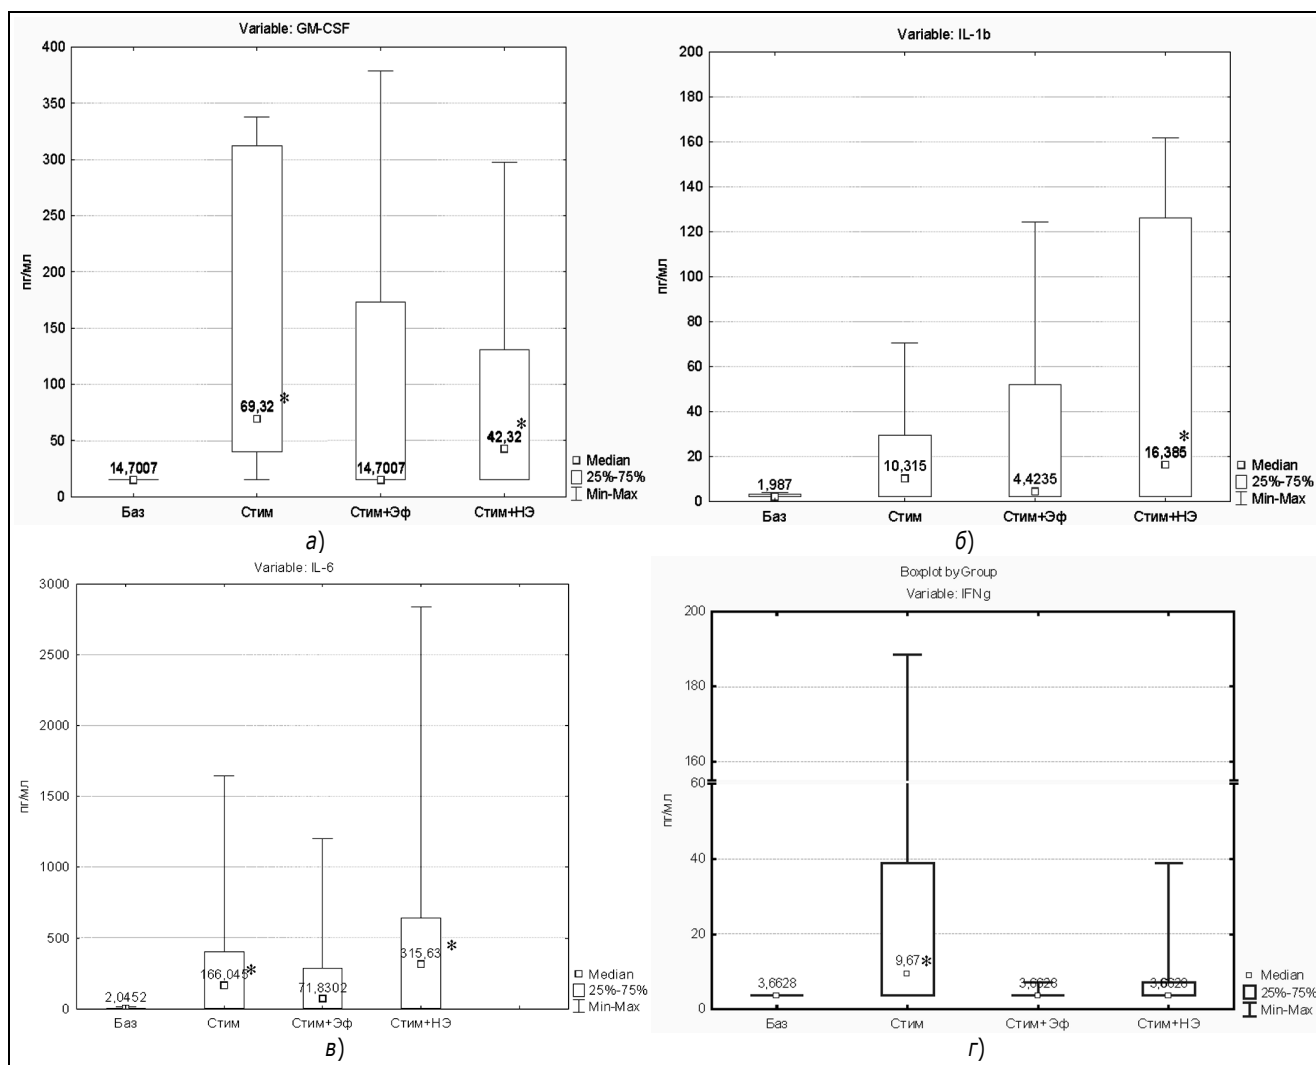 Variable: GM-CSF
400
350
300
250
200
150
100
50
0
пг/мл
14,7007
69,32 *
14,7007
42,32 *
Баз
Стим
Стим+Эф
Стим+НЭ
Median
25%-75%
Min-Max
а)
Variable: IL-1b
200
180
160
140
120
100
80
60
40
20
0
пг/мл
1,987
10,315
4,4235
16,385 *
Баз
Стим
Стим+Эф
Стим+НЭ
Median
25%-75%
Min-Max
б)
Variable: IL-6
3000
2500
2000
1500
1000
500
0
пг/мл
2,0452
166,045 *
71,8302
315,63 *
Баз
Стим
Стим+Эф
Стим+НЭ
Median
25%-75%
Min-Max
в)
Boxplot by Group
Variable: IFNg
200
180
160
60
40
20
0
пг/мл
3,6628
9,67 *
3,6628
3,6628
Баз
Стим
Стим+Эф
Стим+НЭ
Median
25%-75%
Min-Max
г)